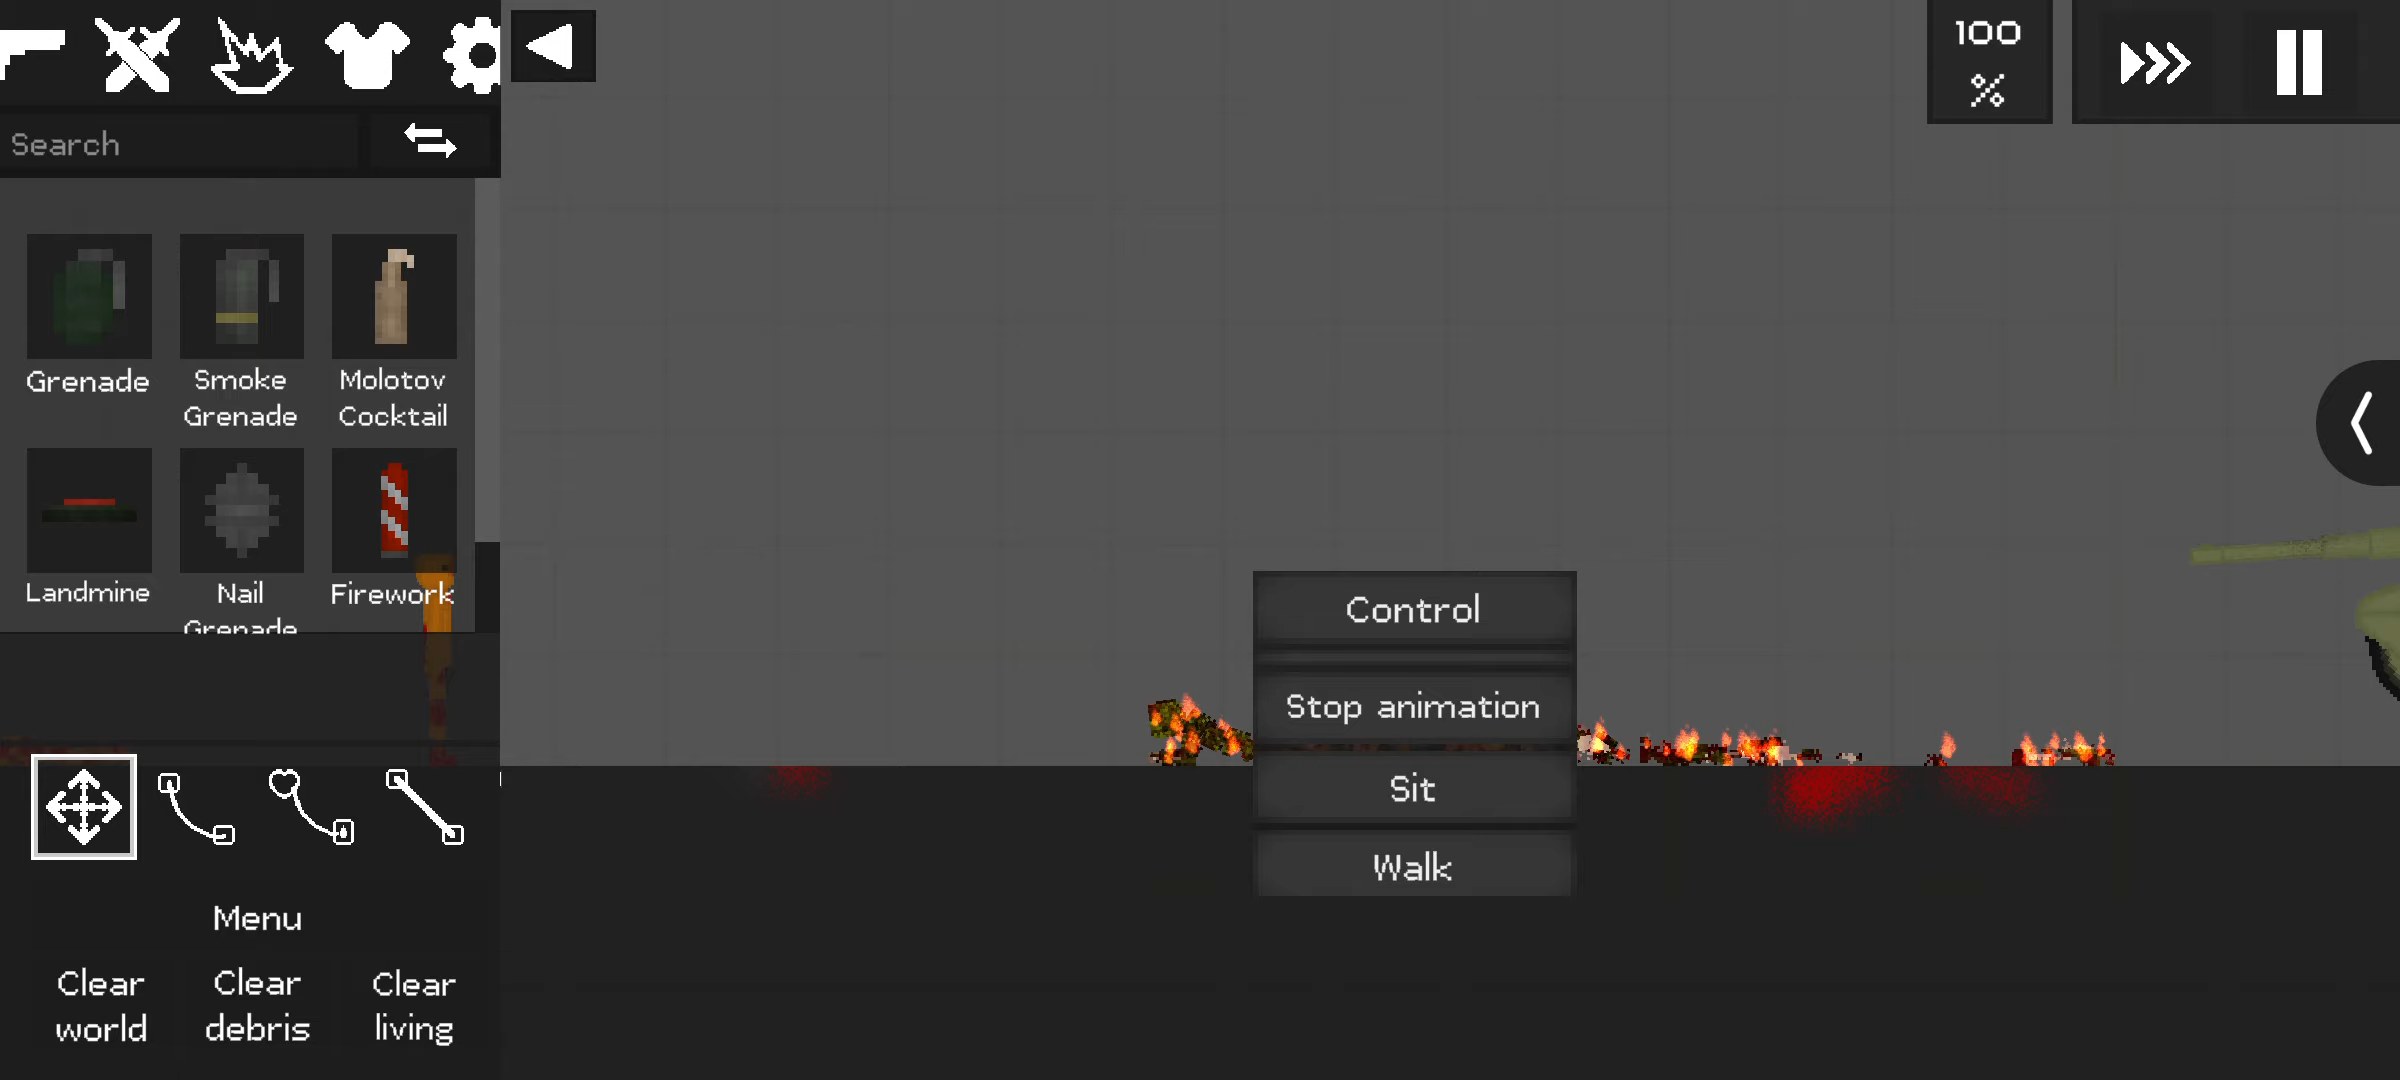 100
%
Search
Grenade
Smoke
Grenade
Molotov
Cocktail
Landmine
Nail
Grenade
Firework
Control
Stop animation
Sit
Walk
Menu
Clear
world
Clear
debris
Clear
living